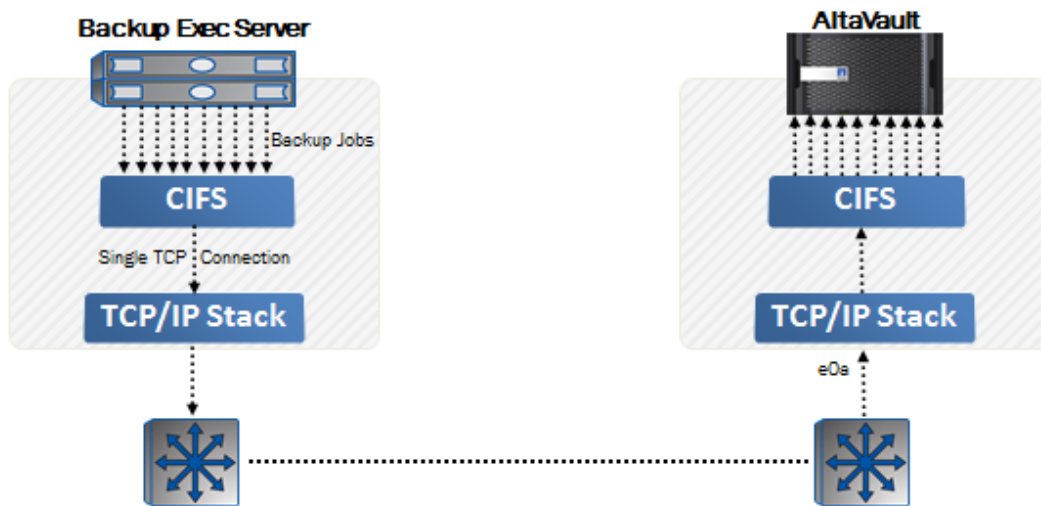 Backup Exec Server
AltaVault
Backup Jobs
CIFS
CIFS
Single TCP Connection
TCP/IP Stack
TCP/IP Stack
e0a